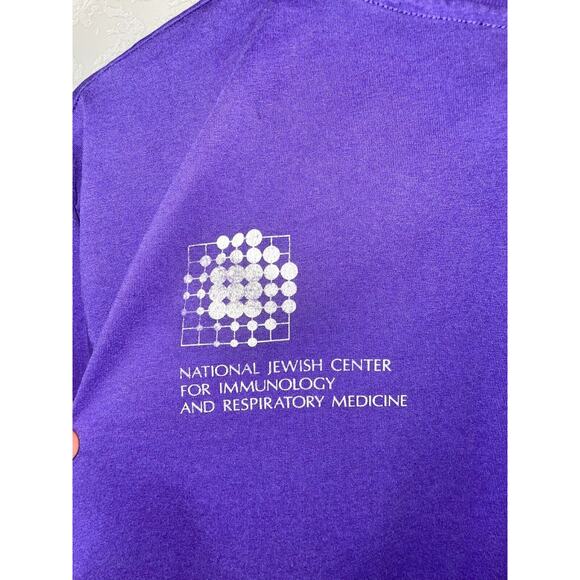 NATIONAL JEWISH CENTER
FOR IMMUNOLOGY
AND RESPIRATORY MEDICINE